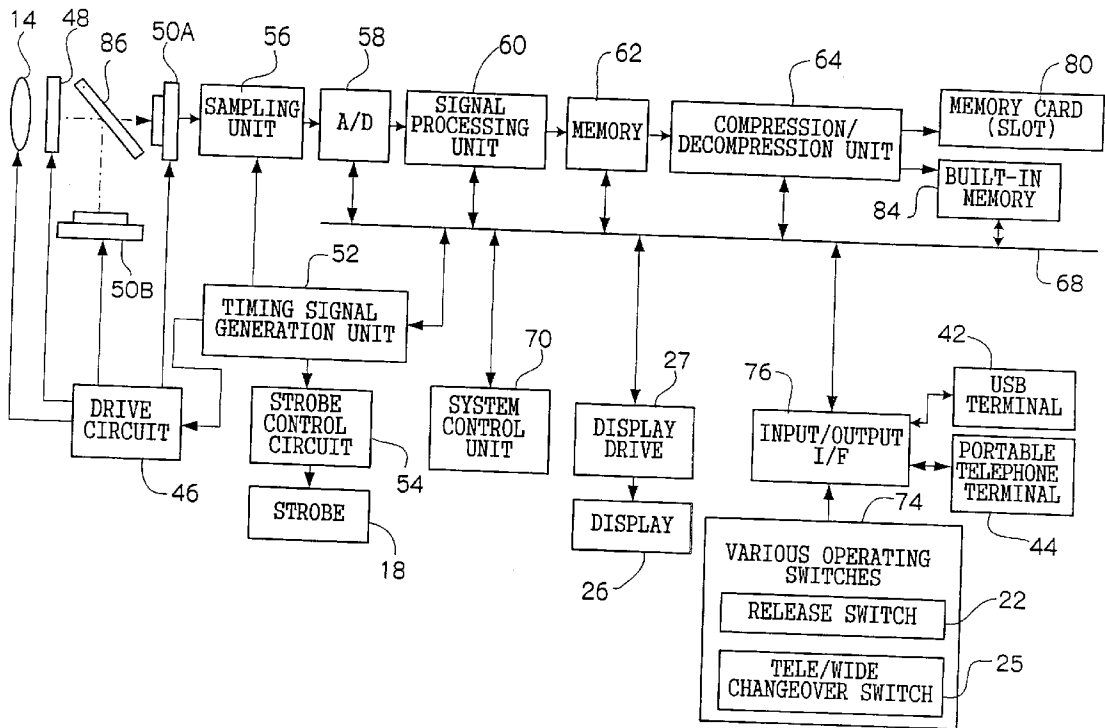 14
48
86
50A
56
58
60
62
64
80
SAMPLING
UNIT
A/D
SIGNAL
PROCESSING
UNIT
MEMORY
COMPRESSION/
DECOMPRESSION UNIT
MEMORY CARD
(SLOT)
BUILT-IN
MEMORY
84
50B
52
68
TIMING SIGNAL
GENERATION UNIT
70
27
76
42
DRIVE
CIRCUIT
46
STROBE
CONTROL
CIRCUIT
54
SYSTEM
CONTROL
UNIT
DISPLAY
DRIVE
INPUT/OUTPUT
I/F
USB
TERMINAL
PORTABLE
TELEPHONE
TERMINAL
44
STROBE
18
DISPLAY
26
74
VARIOUS OPERATING
SWITCHES
RELEASE SWITCH
22
TELE/WIDE
CHANGEOVER SWITCH
25